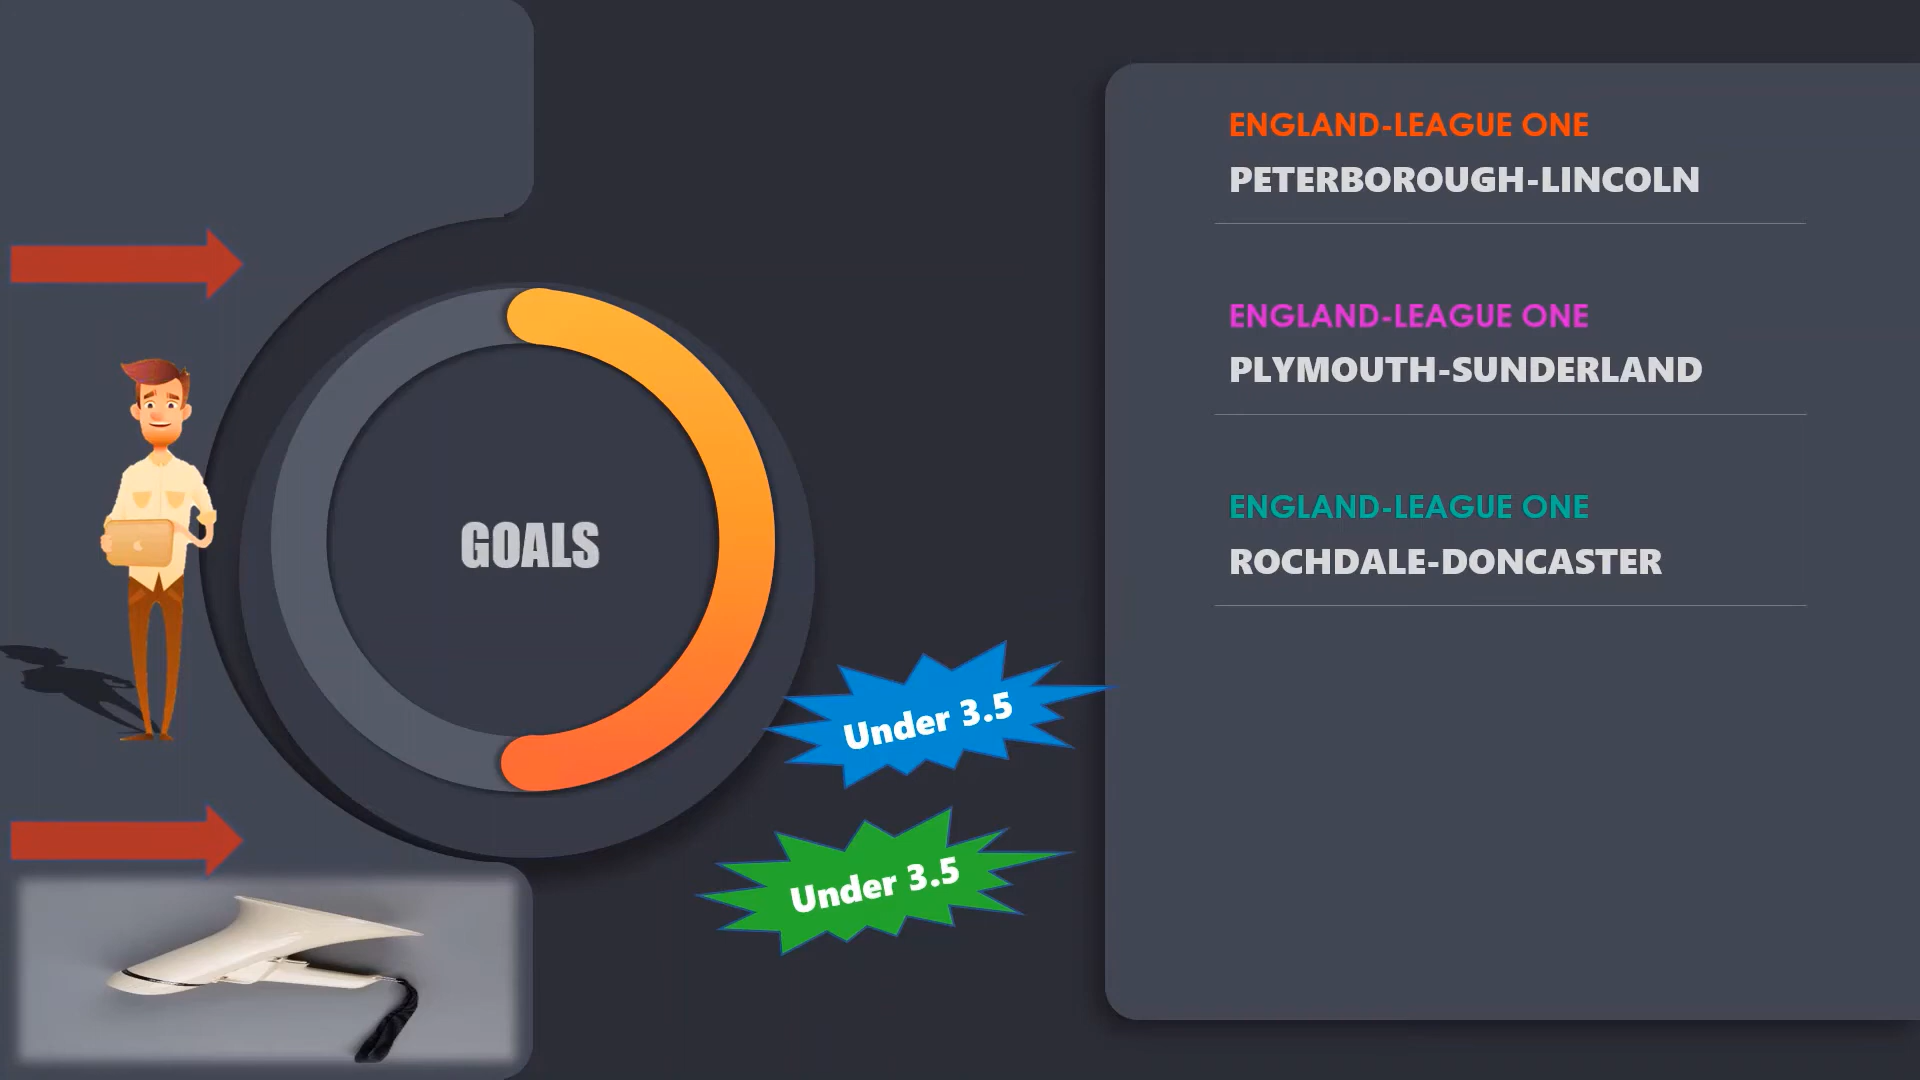 ENGLAND-LEAGUE ONE
PETERBOROUGH-LINCOLN
ENGLAND-LEAGUE ONE
PLYMOUTH-SUNDERLAND
ENGLAND-LEAGUE ONE
ROCHDALE-DONCASTER
GOALS
Under 3.5
Under 3.5